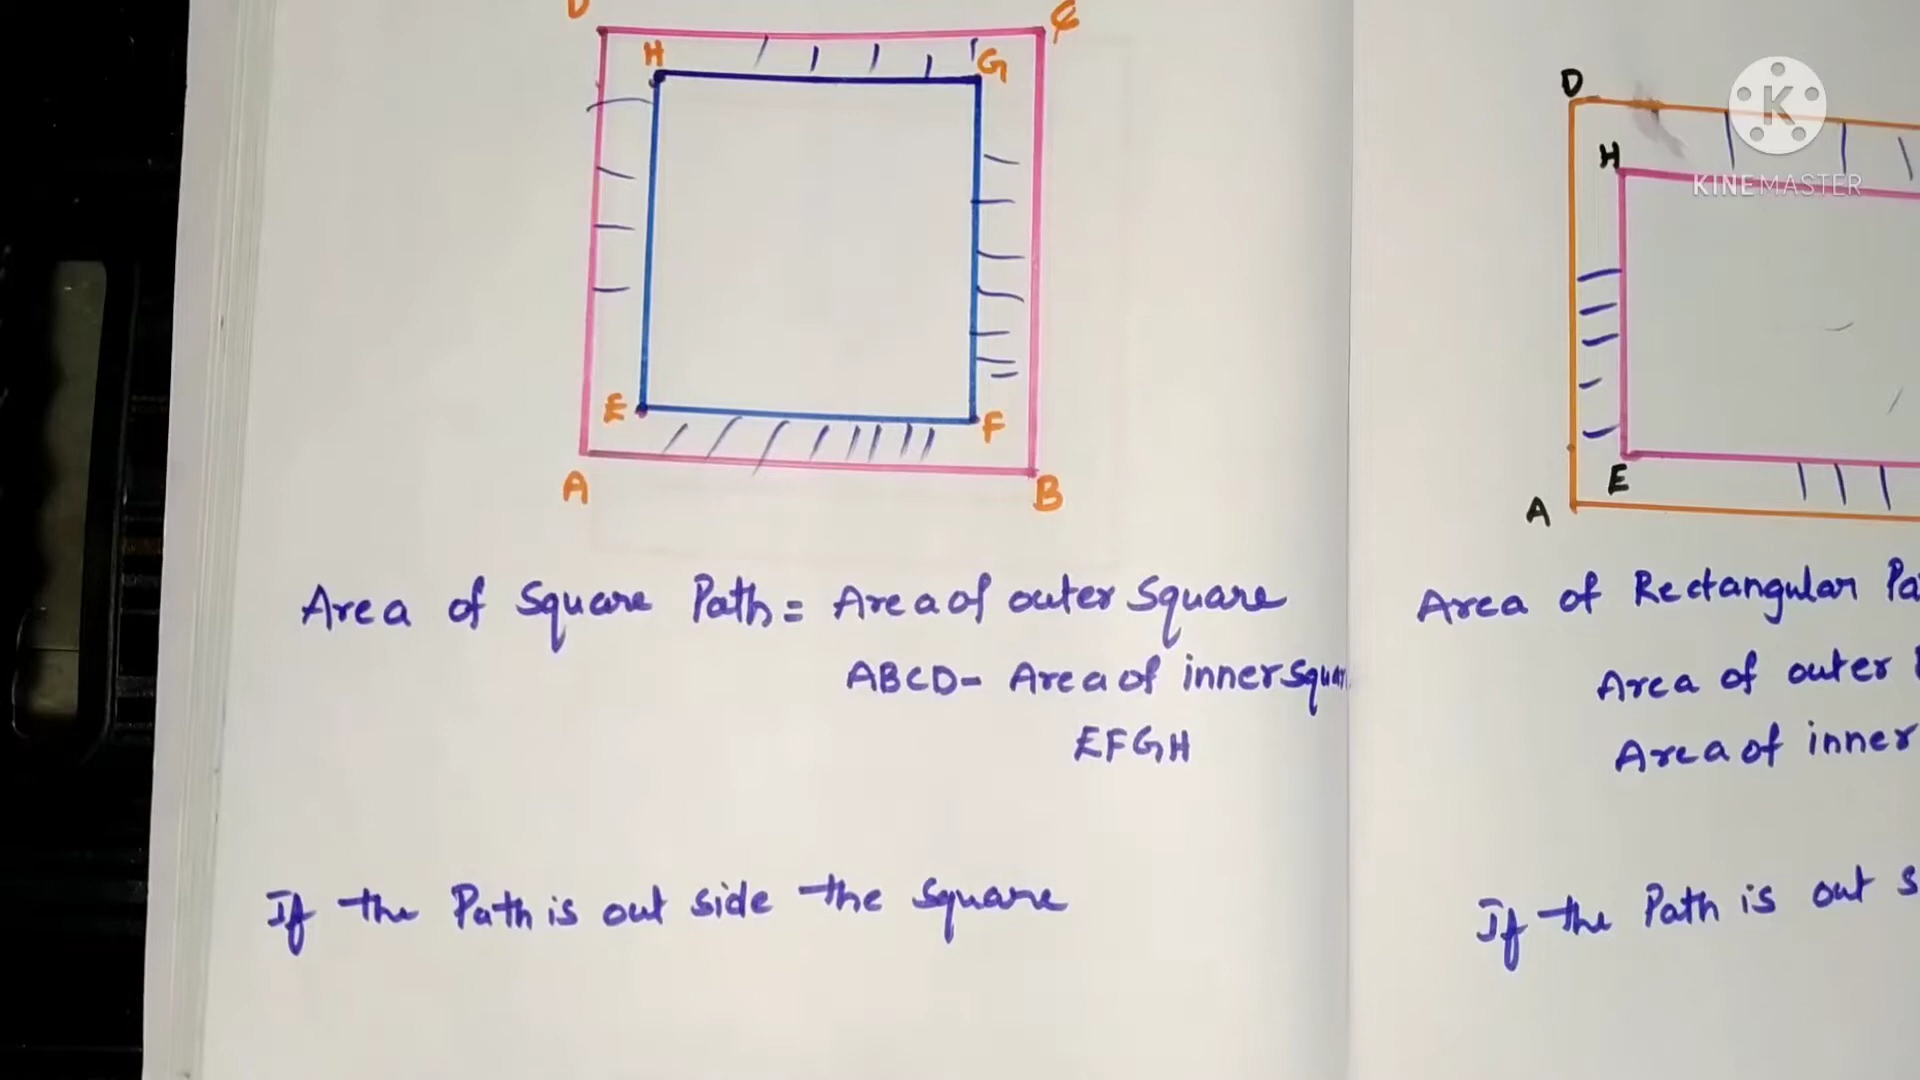 D
C
H
G
E
F
A
B
Area of Square Path = Area of outer Square
ABCD - Area of inner
EFGH
If the Path is out side the square
D
H
E
A
Area of Rectangular
Area of outer
Area of inner
If the Path is out
KINEMASTER